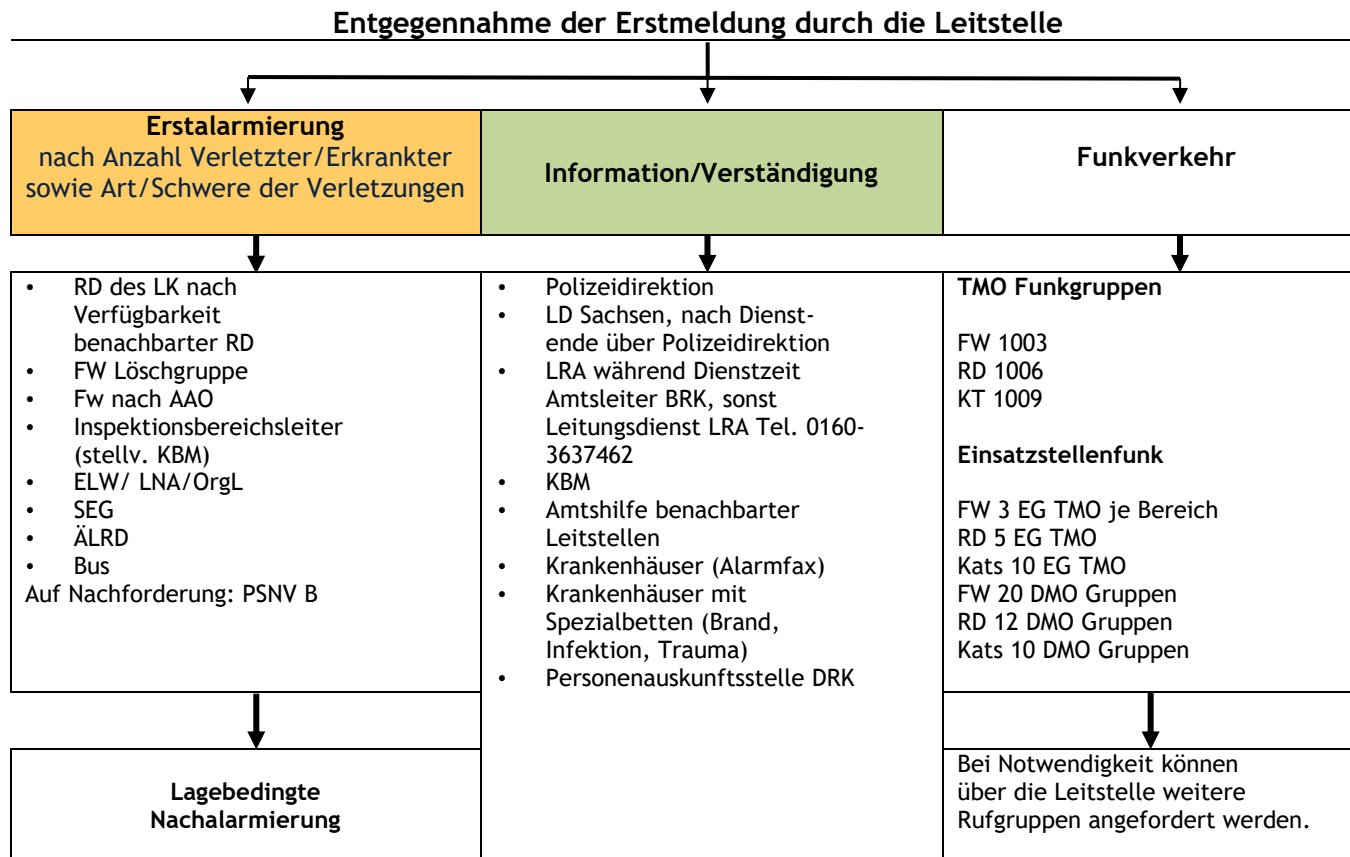 Entgegennahme der Erstmeldung durch die Leitstelle
Erstalarmierung
nach Anzahl Verletzter/Erkrankter
sowie Art/Schwere der Verletzungen
Information/Verständigung
Funkverkehr
• RD des LK nach
Verfügbarkeit
benachbarter RD
• FW Löschgruppe
• Fw nach AAO
• Inspektionsbereichsleiter
(stellv. KBM)
• ELW/ LNA/OrgL
• SEG
• ÄLRD
• Bus
Auf Nachforderung: PSNV B
• Polizeidirektion
• LD Sachsen, nach Dienst-
ende über Polizeidirektion
• LRA während Dienstzeit
Amtsleiter BRK, sonst
Leitungsdienst LRA Tel. 0160-
3637462
• KBM
• Amtshilfe benachbarter
Leitstellen
• Krankenhäuser (Alarmfax)
• Krankenhäuser mit
Spezialbetten (Brand,
Infektion, Trauma)
• Personenauskunftsstelle DRK
TMO Funkgruppen
FW 1003
RD 1006
KT 1009
Einsatzstellenfunk
FW 3 EG TMO je Bereich
RD 5 EG TMO
Kats 10 EG TMO
FW 20 DMO Gruppen
RD 12 DMO Gruppen
Kats 10 DMO Gruppen
Lagebedingte
Nachalarmierung
Bei Notwendigkeit können
über die Leitstelle weitere
Rufgruppen angefordert werden.